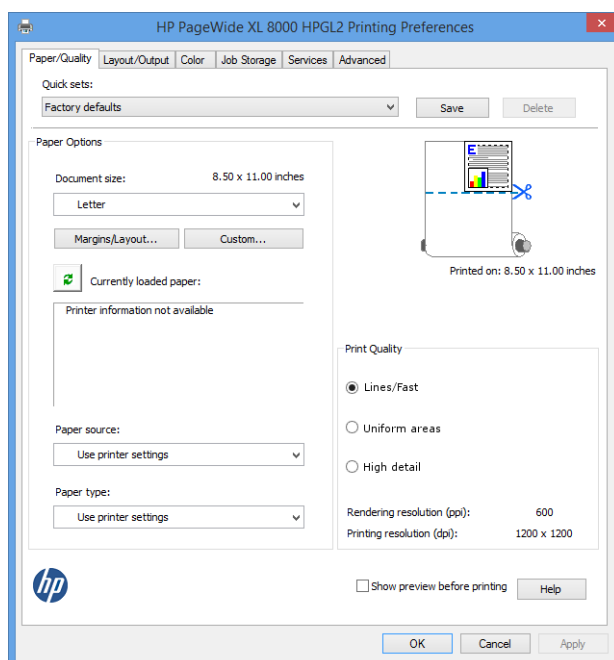 HP PageWide XL 8000 HPGL2 Printing Preferences
Paper/Quality Layout/Output Color Job Storage Services Advanced
Quick sets:
Factory defaults Save Delete
Paper Options
E
Document size: 8.50 x 11.00 inches
Letter
Margins/Layout... Custom...
Printed on: 8.50 x 11.00 inches
Currently loaded paper:
Printer information not available
Print Quality
Lines/Fast
Paper source:
Uniform areas
Use printer settings
High detail
Paper type:
Rendering resolution (ppi): 600
Use printer settings
Printing resolution (dpi): 1200 x 1200
hp
Show preview before printing Help
OK Cancel Apply